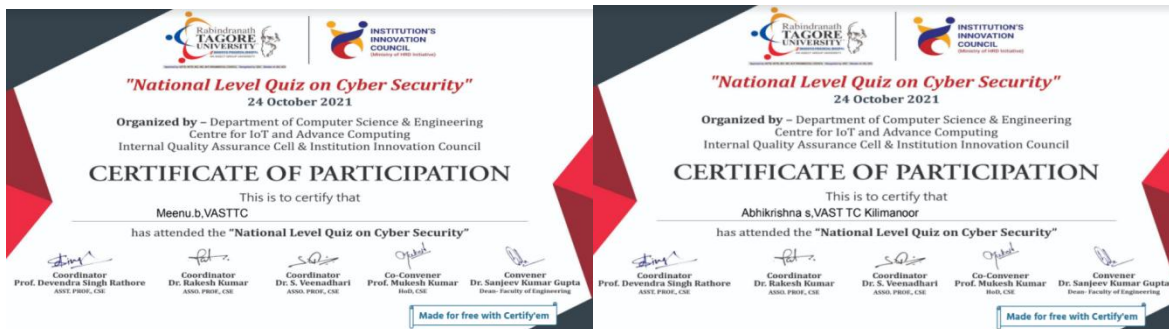 Rabindranath
TAGORE
UNIVERSITY
INSTITUTION'S
INNOVATION
COUNCIL
(Ministry of HRD Initiative)
"National Level Quiz on Cyber Security"
24 October 2021
Organized by – Department of Computer Science & Engineering
Centre for IoT and Advance Computing
Internal Quality Assurance Cell & Institution Innovation Council
CERTIFICATE OF PARTICIPATION
This is to certify that
Meenu.b,VASTTC
has attended the "National Level Quiz on Cyber Security"
Coordinator
Prof. Devendra Singh Rathore
ASST. PROF., CSE
Coordinator
Dr. Rakesh Kumar
ASSO. PROF., CSE
Coordinator
Dr. S. Veenadhari
ASSO. PROF., CSE
Co-Convener
Prof. Mukesh Kumar
HoD, CSE
Convener
Dr. Sanjeev Kumar Gupta
Dean- Faculty of Engineering
Made for free with Certify'em
Rabindranath
TAGORE
UNIVERSITY
INSTITUTION'S
INNOVATION
COUNCIL
(Ministry of HRD Initiative)
"National Level Quiz on Cyber Security"
24 October 2021
Organized by – Department of Computer Science & Engineering
Centre for IoT and Advance Computing
Internal Quality Assurance Cell & Institution Innovation Council
CERTIFICATE OF PARTICIPATION
This is to certify that
Abhikrishna s,VAST TC Kilimanoor
has attended the "National Level Quiz on Cyber Security"
Coordinator
Prof. Devendra Singh Rathore
ASST. PROF., CSE
Coordinator
Dr. Rakesh Kumar
ASSO. PROF., CSE
Coordinator
Dr. S. Veenadhari
ASSO. PROF., CSE
Co-Convener
Prof. Mukesh Kumar
HoD, CSE
Convener
Dr. Sanjeev Kumar Gupta
Dean- Faculty of Engineering
Made for free with Certify'em